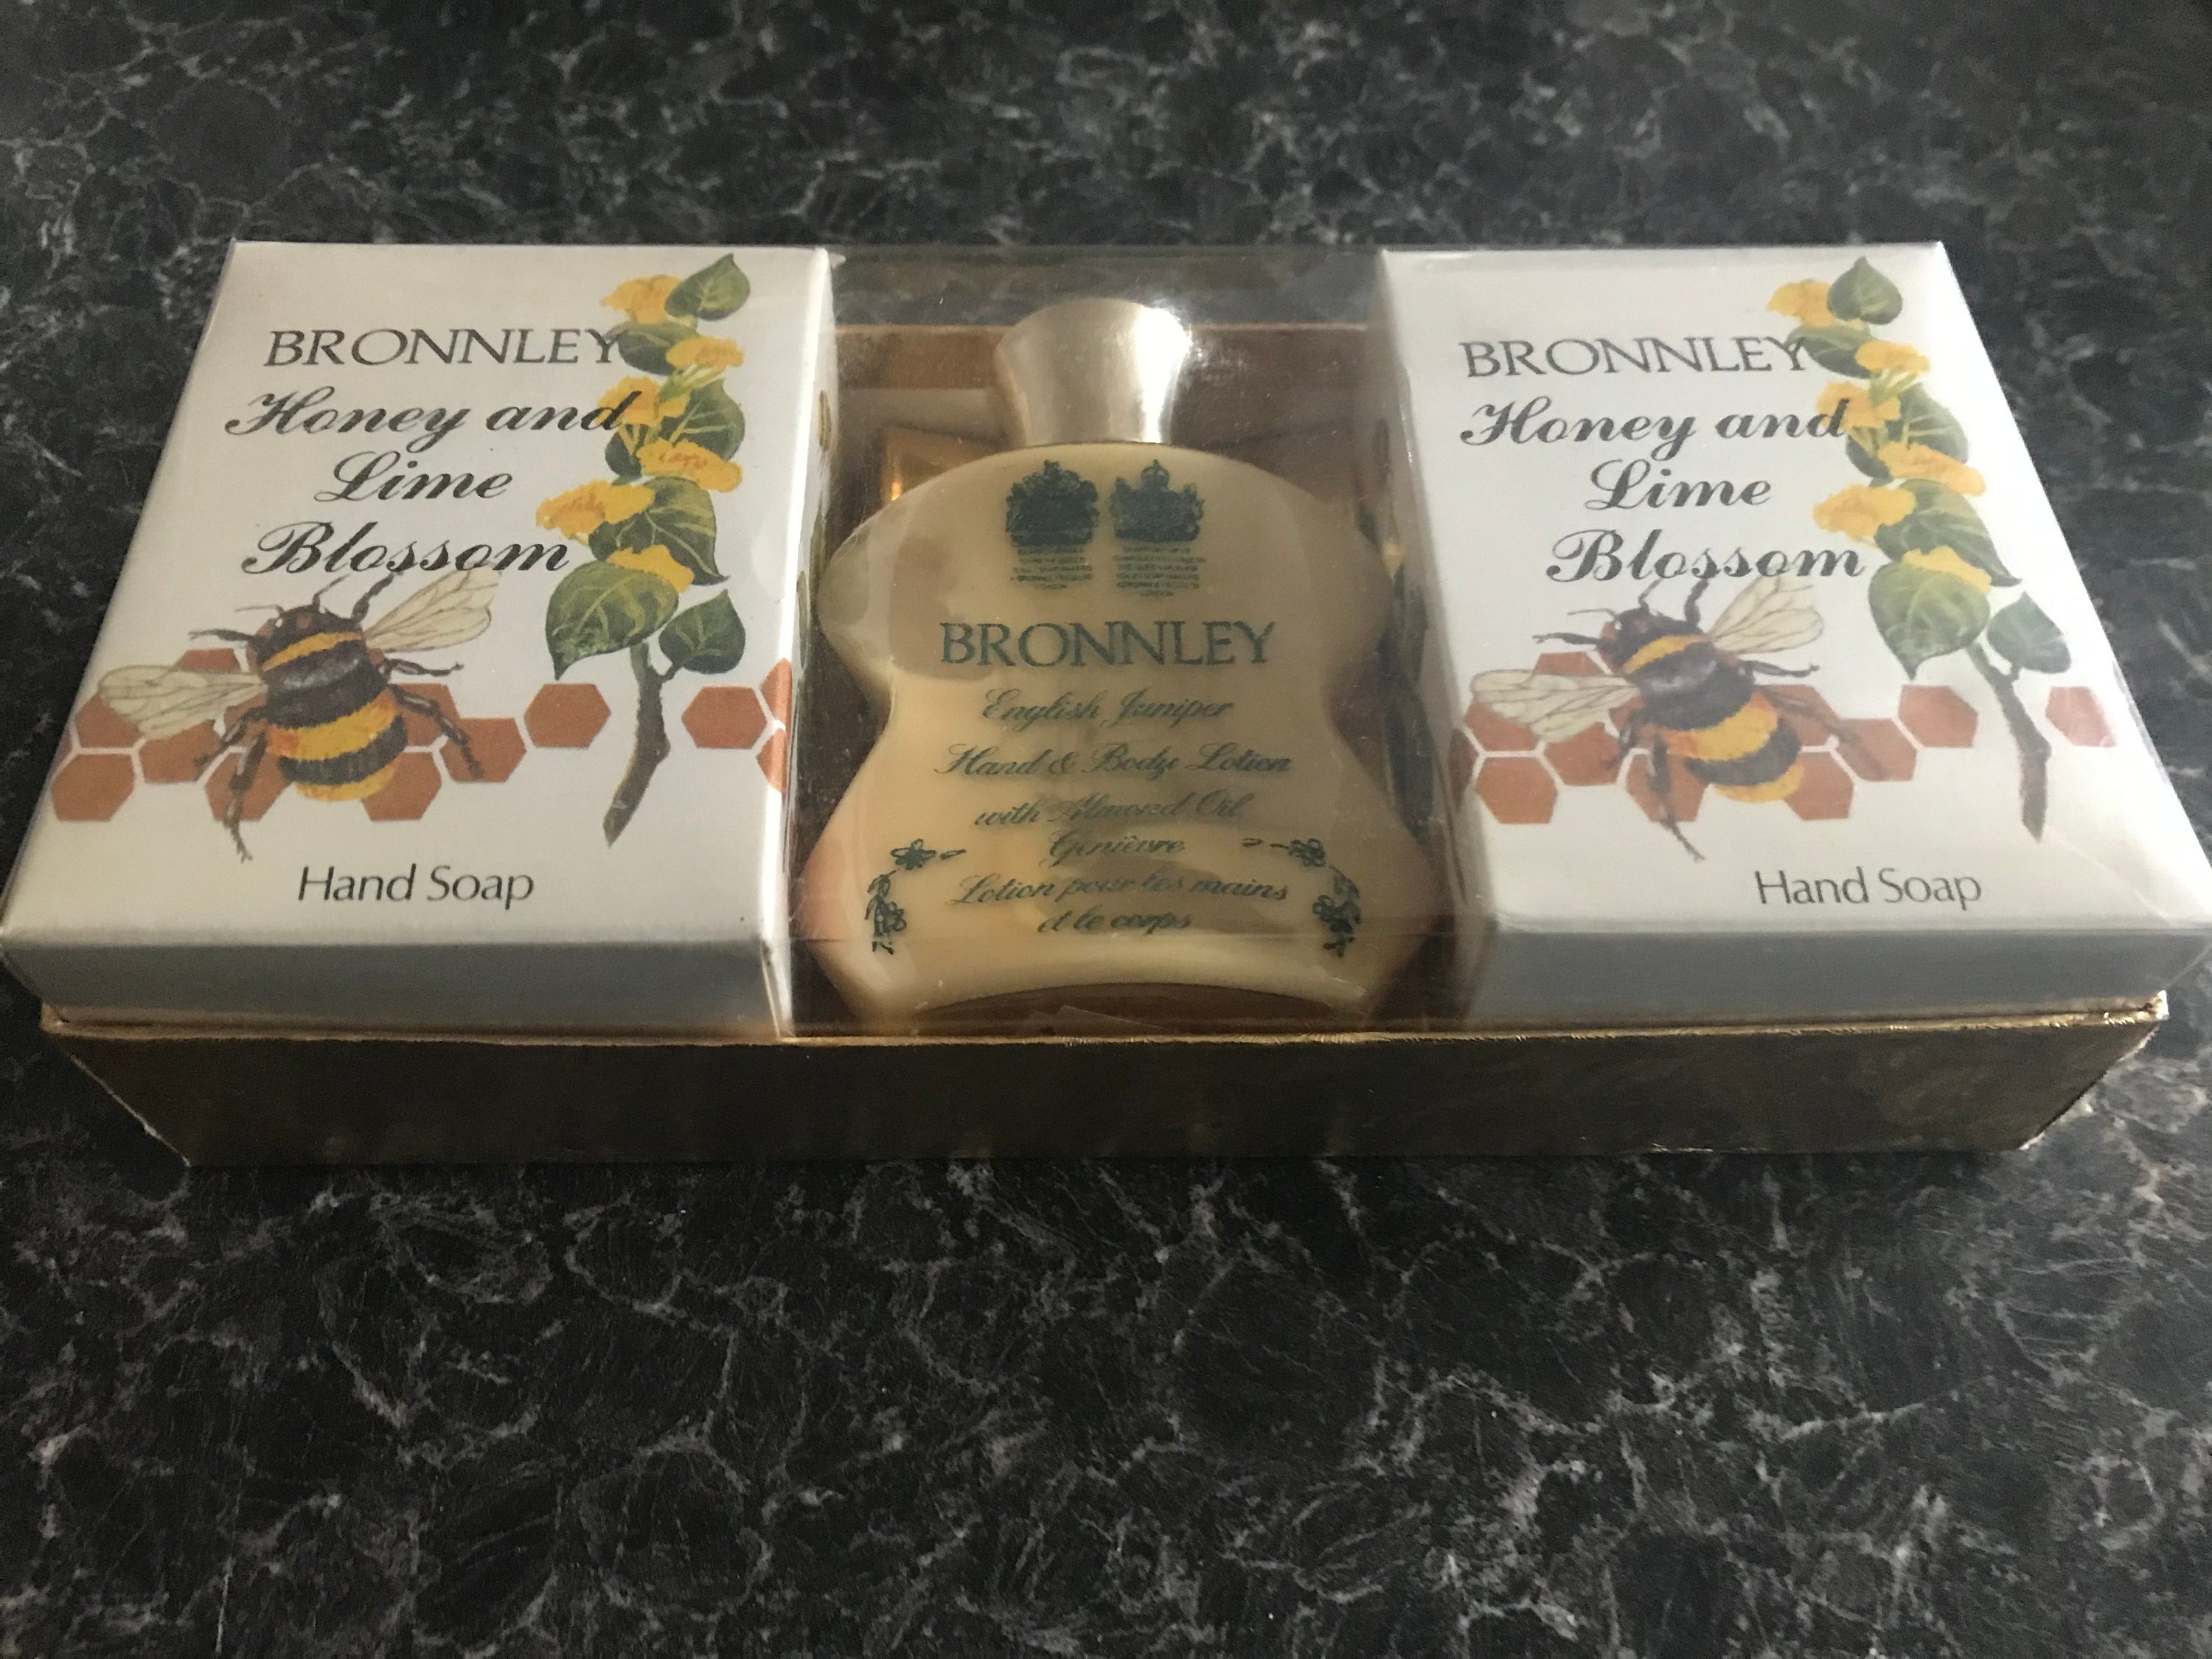 BRONNLEY
Honey and
Lime
Blossom
Hand Soap
BRONNLEY
English Juniper
Hand & Body Lotion
with Almond Oil
Genièvre
Lotion pour les mains
et le corps
BRONNLEY
Honey and
Lime
Blossom
Hand Soap